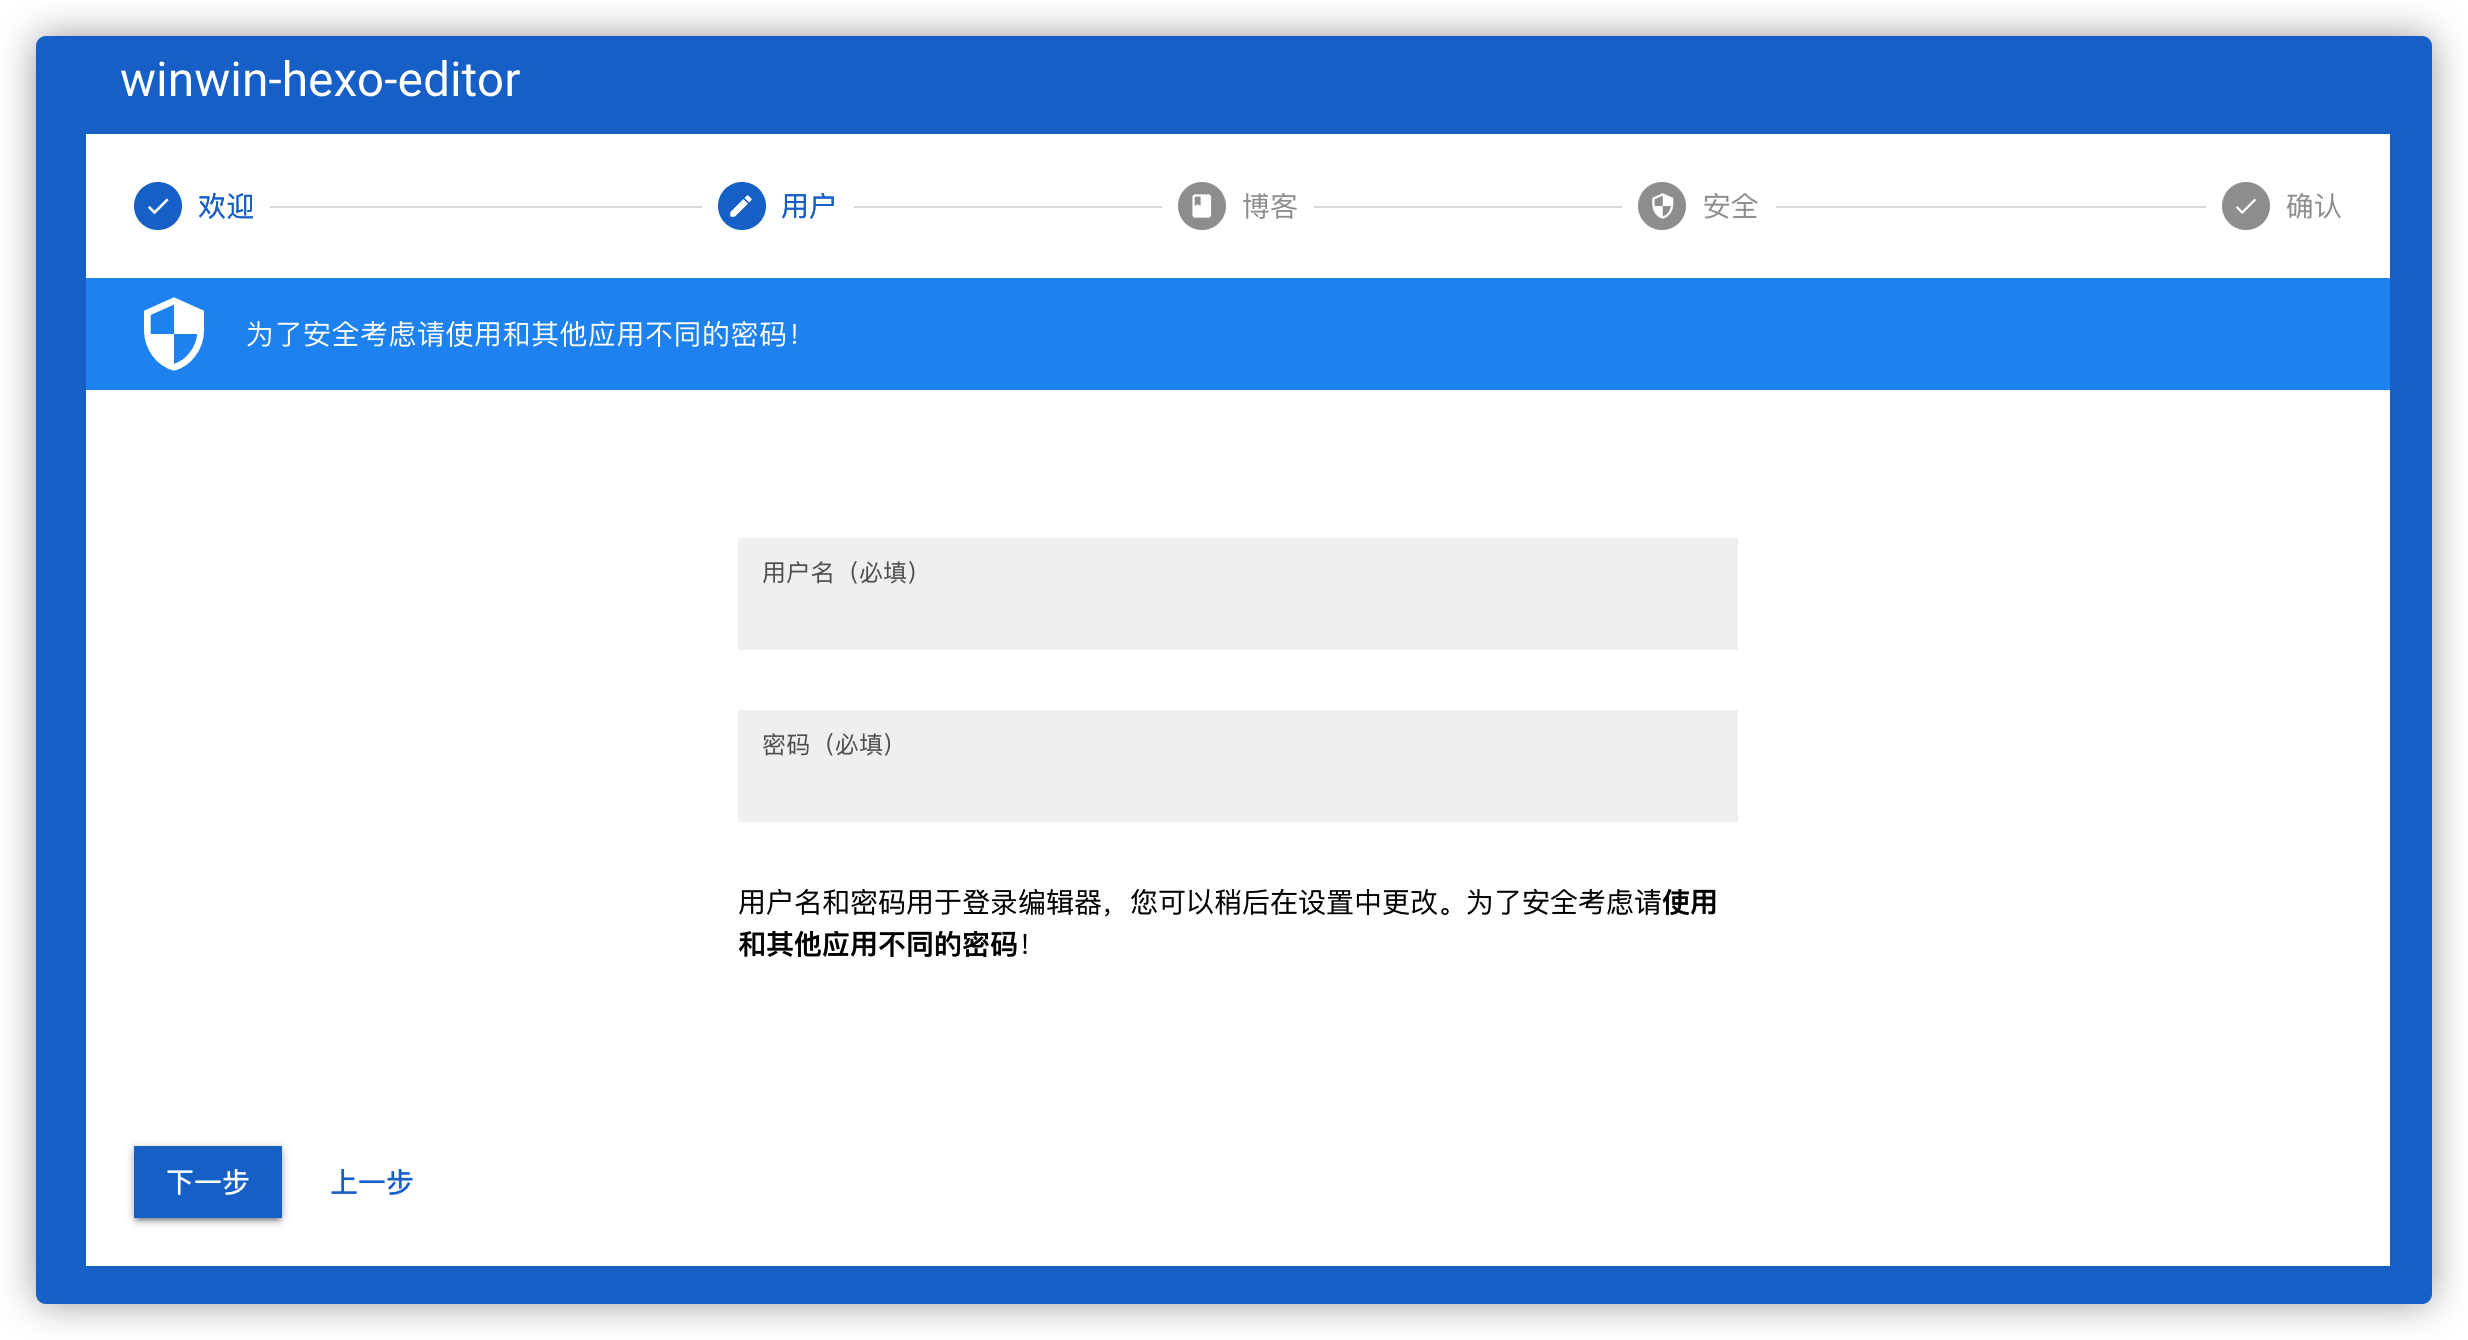 winwin-hexo-editor
欢迎
用户
博客
安全
确认
为了安全考虑请使用和其他应用不同的密码！
用户名（必填）
密码（必填）
用户名和密码用于登录编辑器，您可以稍后在设置中更改。为了安全考虑请使用
和其他应用不同的密码！
下一步
上一步